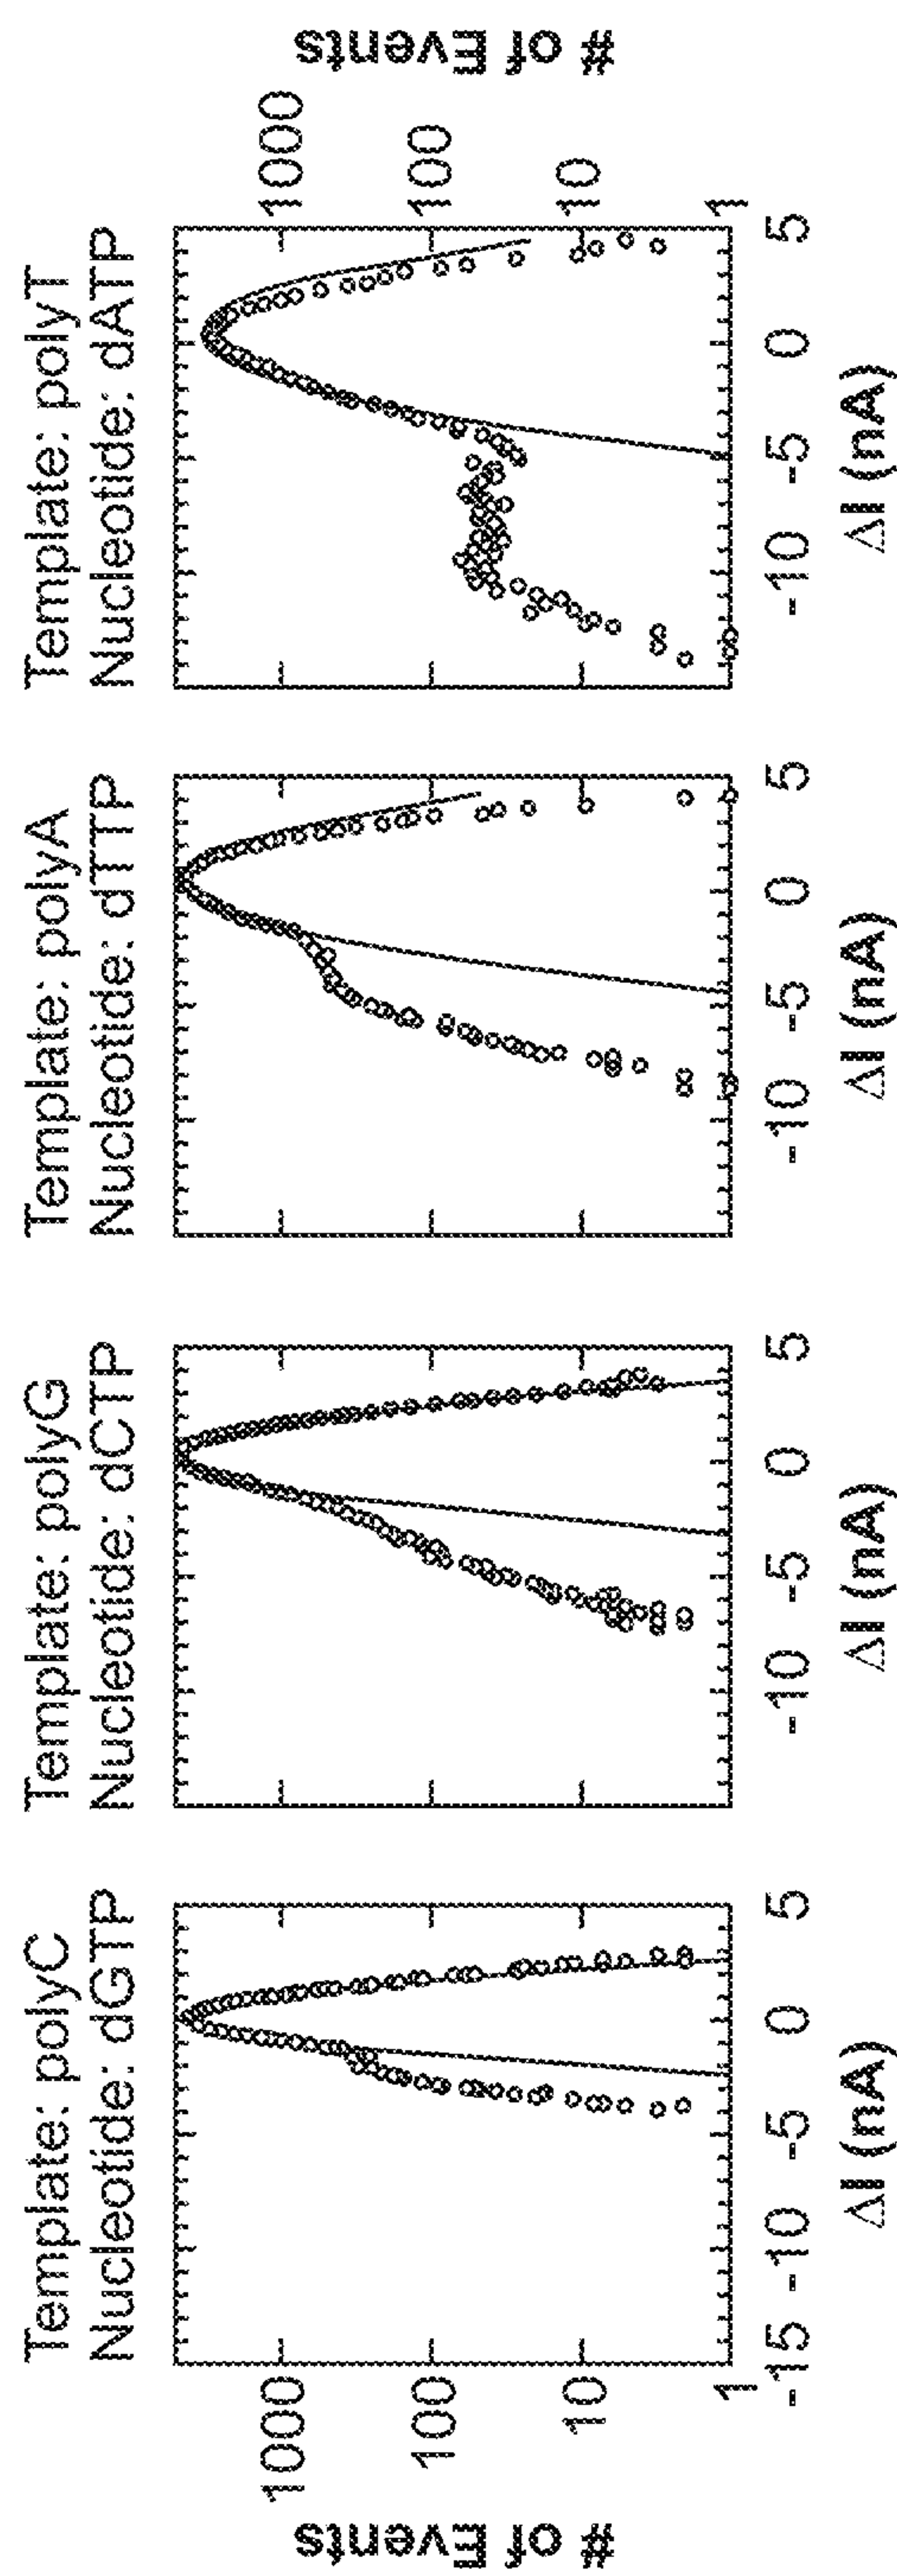 Template: polyC
Nucleotide: dGTP
Template: polyG
Nucleotide: dCTP
Template: polyA
Nucleotide: dTTP
Template: polyT
Nucleotide: dATP
# of Events
1000
100
10
1
1000
100
10
1
# of Events
-15 -10 -5 0 5
-10 -5 0 5
-10 -5 0 5
-10 -5 0 5
ΔI (nA)
ΔI (nA)
ΔI (nA)
ΔI (nA)